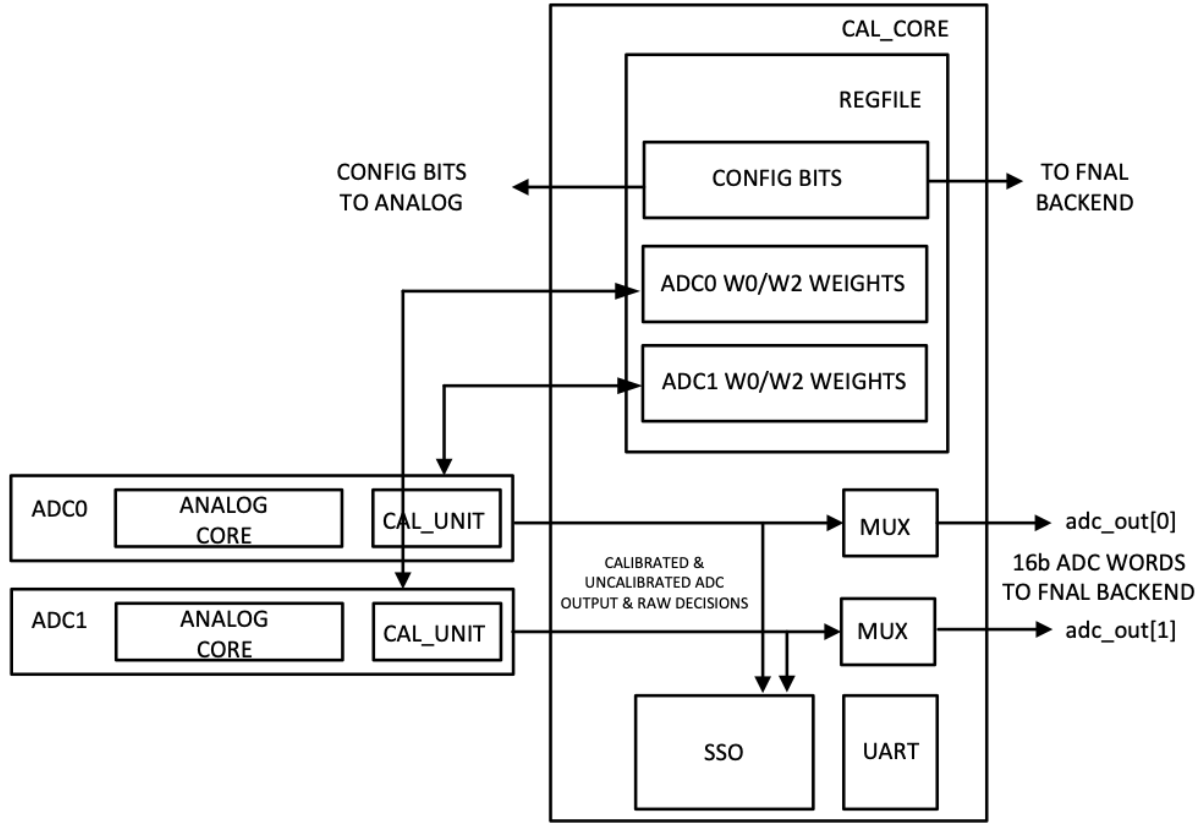 CAL_CORE
REGFILE
CONFIG BITS
TO ANALOG
CONFIG BITS
TO FNAL
BACKEND
ADC0 W0/W2 WEIGHTS
ADC1 W0/W2 WEIGHTS
ADC0
ANALOG
CORE
CAL_UNIT
MUX
adc_out[0]
CALIBRATED &
UNCALIBRATED ADC
OUTPUT & RAW DECISIONS
16b ADC WORDS
TO FNAL BACKEND
ADC1
ANALOG
CORE
CAL_UNIT
MUX
adc_out[1]
SSO
UART